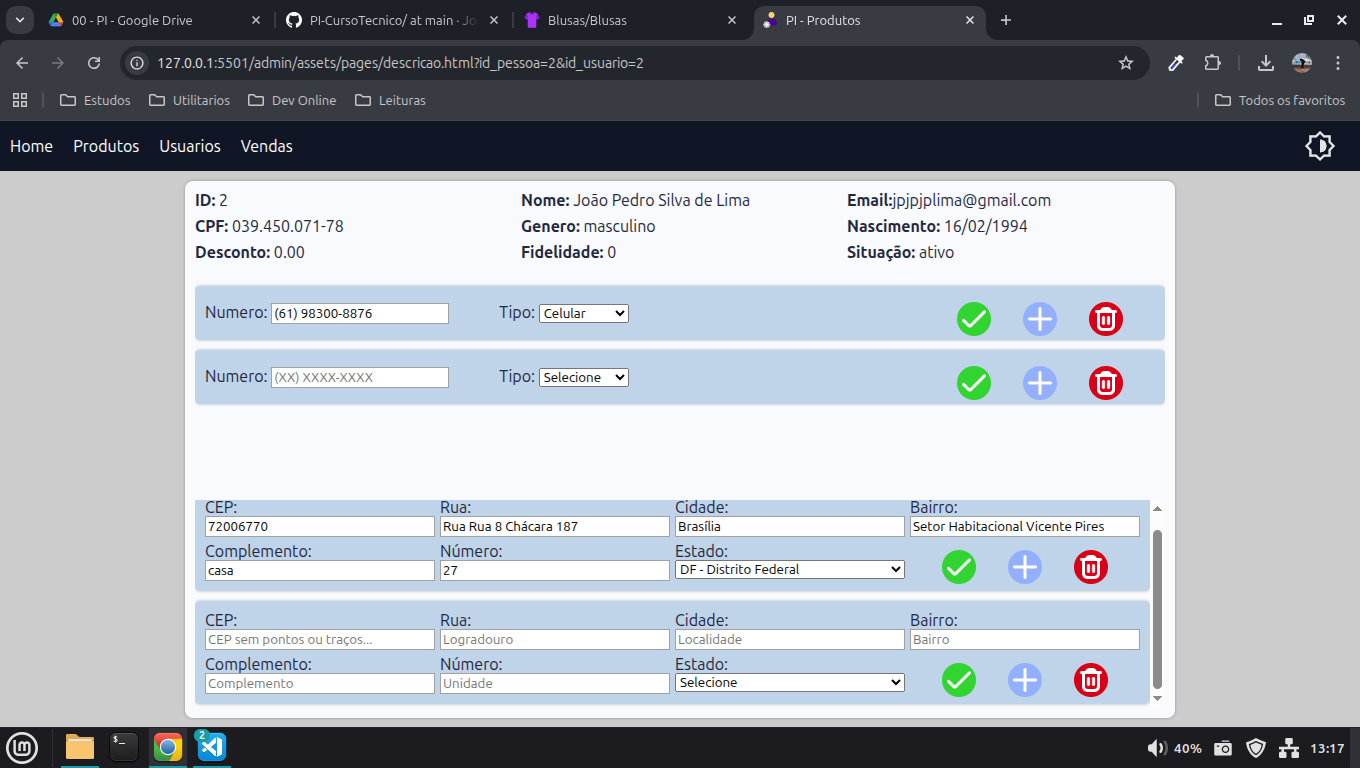 00 - PI - Google Drive
PI-CursoTecnico/ at main · Jo
Blusas/Blusas
PI - Produtos
127.0.0.1:5501/admin/assets/pages/descricao.html?id_pessoa=2&id_usuario=2
Estudos
Utilitarios
Dev Online
Leituras
Todos os favoritos
Home Produtos Usuarios Vendas
ID: 2 Nome: João Pedro Silva de Lima Email:jpjpjplima@gmail.com
CPF: 039.450.071-78 Genero: masculino Nascimento: 16/02/1994
Desconto: 0.00 Fidelidade: 0 Situação: ativo
Numero: (61) 98300-8876 Tipo: Celular
Numero: (XX) XXXX-XXXX Tipo: Selecione
CEP: Rua: Cidade: Bairro:
72006770 Rua Rua 8 Chácara 187 Brasília Setor Habitacional Vicente Pires
Complemento: Número: Estado:
casa 27 DF - Distrito Federal
CEP: Rua: Cidade: Bairro:
CEP sem pontos ou traços... Logradouro Localidade Bairro
Complemento: Número: Estado:
Complemento Unidade Selecione
2
40% 13:17